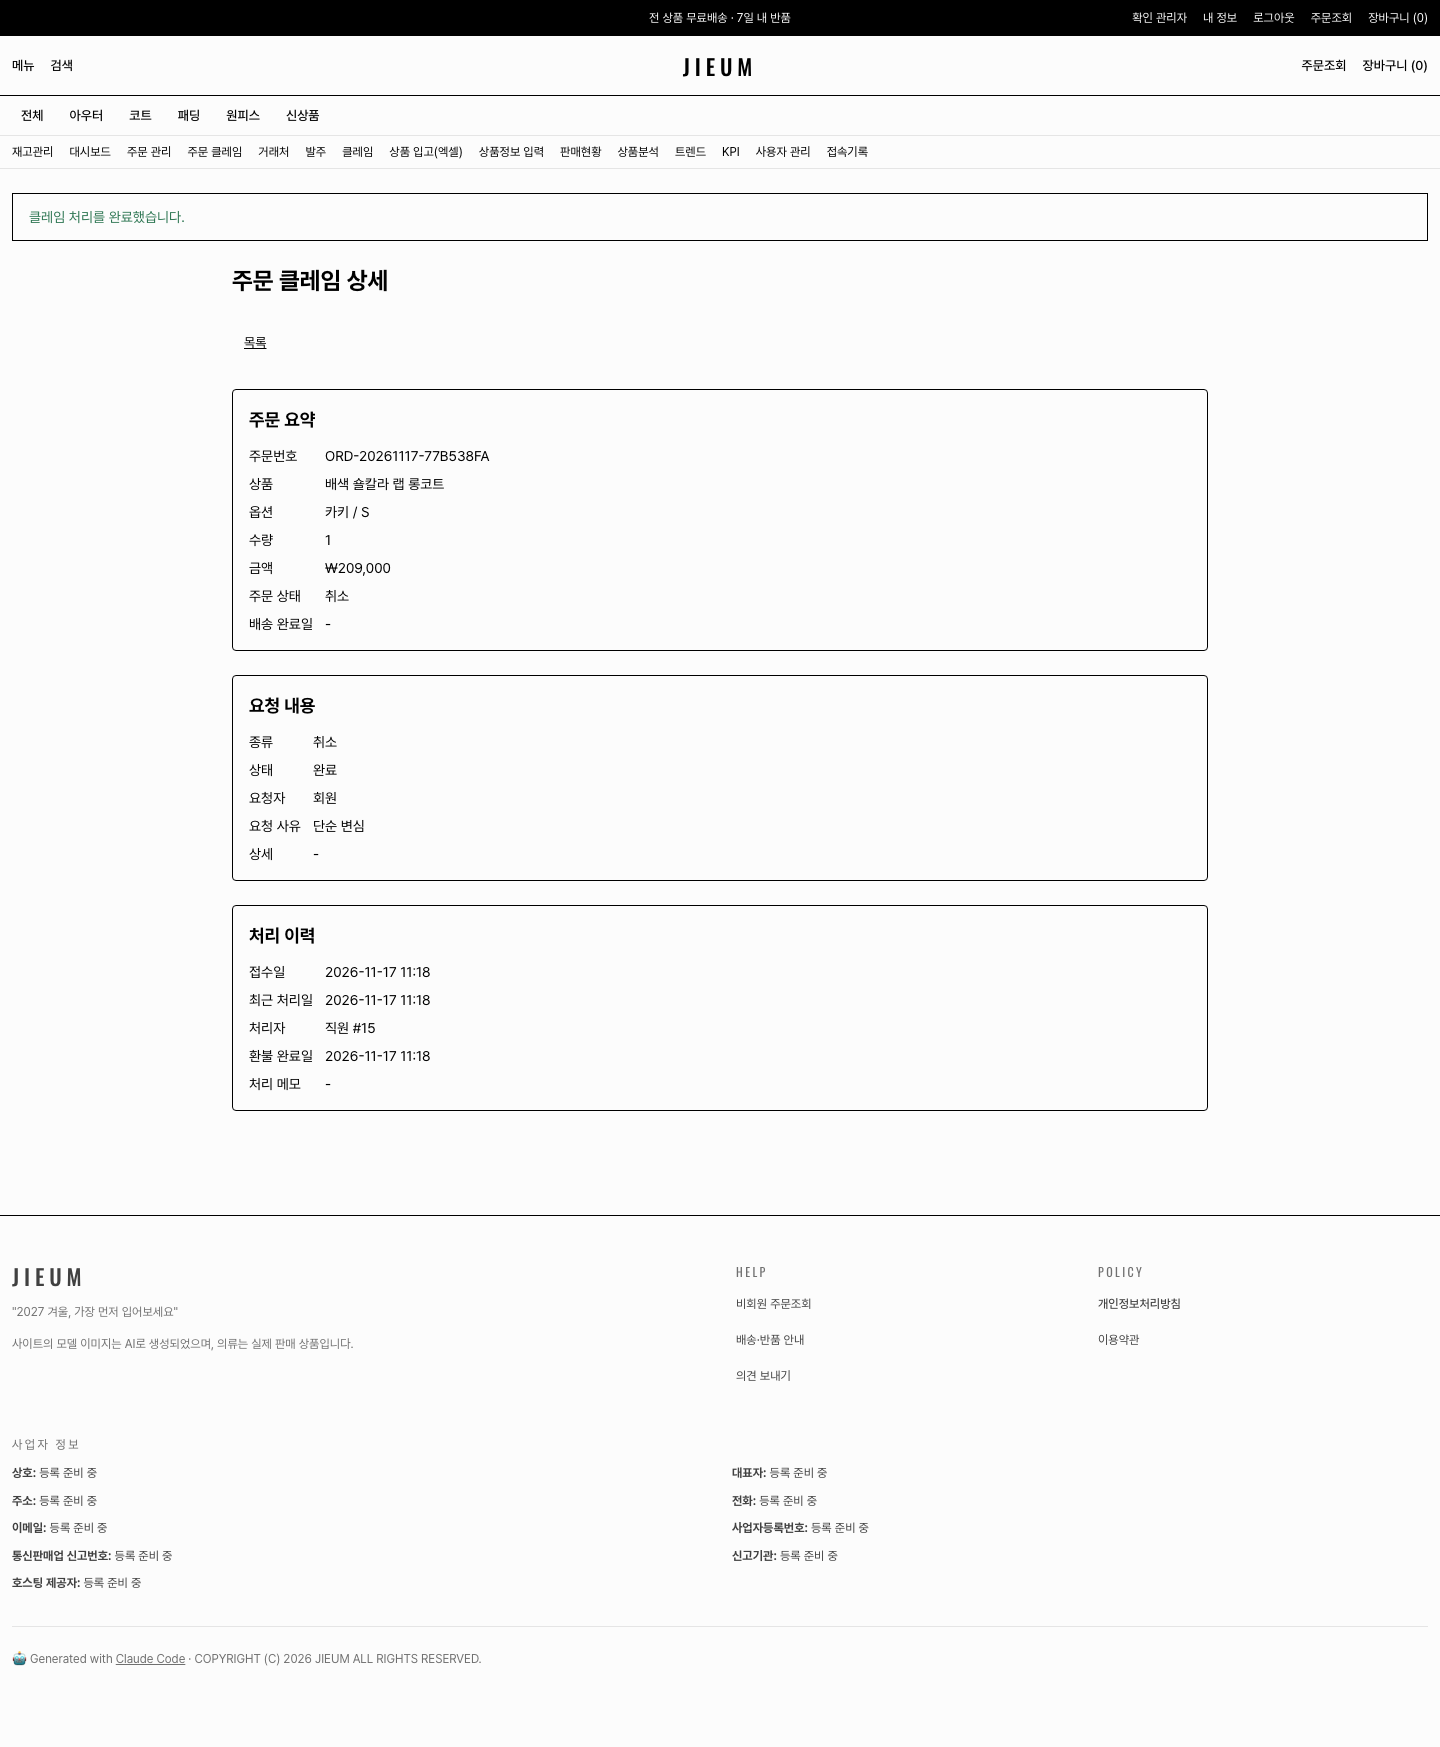 전 상품 무료배송 · 7일 내 반품
확인 관리자 내 정보 로그아웃 주문조회 장바구니 (0)
메뉴 검색
JIEUM
주문조회 장바구니 (0)
전체 아우터 코트 패딩 원피스 신상품
재고관리 대시보드 주문 관리 주문 클레임 거래처 발주 클레임 상품 입고(엑셀) 상품정보 입력 판매현황 상품분석 트렌드 KPI 사용자 관리 접속기록
클레임 처리를 완료했습니다.
주문 클레임 상세
목록
주문 요약
주문번호 ORD-20261117-77B538FA
상품 배색 숄칼라 랩 롱코트
옵션 카키 / S
수량 1
금액 ₩209,000
주문 상태 취소
배송 완료일 -
요청 내용
종류 취소
상태 완료
요청자 회원
요청 사유 단순 변심
상세 -
처리 이력
접수일 2026-11-17 11:18
최근 처리일 2026-11-17 11:18
처리자 직원 #15
환불 완료일 2026-11-17 11:18
처리 메모 -
JIEUM
"2027 겨울, 가장 먼저 입어보세요"
사이트의 모델 이미지는 AI로 생성되었으며, 의류는 실제 판매 상품입니다.
HELP
비회원 주문조회
배송·반품 안내
의견 보내기
POLICY
개인정보처리방침
이용약관
사업자 정보
상호: 등록 준비 중
대표자: 등록 준비 중
주소: 등록 준비 중
전화: 등록 준비 중
이메일: 등록 준비 중
사업자등록번호: 등록 준비 중
통신판매업 신고번호: 등록 준비 중
신고기관: 등록 준비 중
호스팅 제공자: 등록 준비 중
🤖 Generated with Claude Code · COPYRIGHT (C) 2026 JIEUM ALL RIGHTS RESERVED.